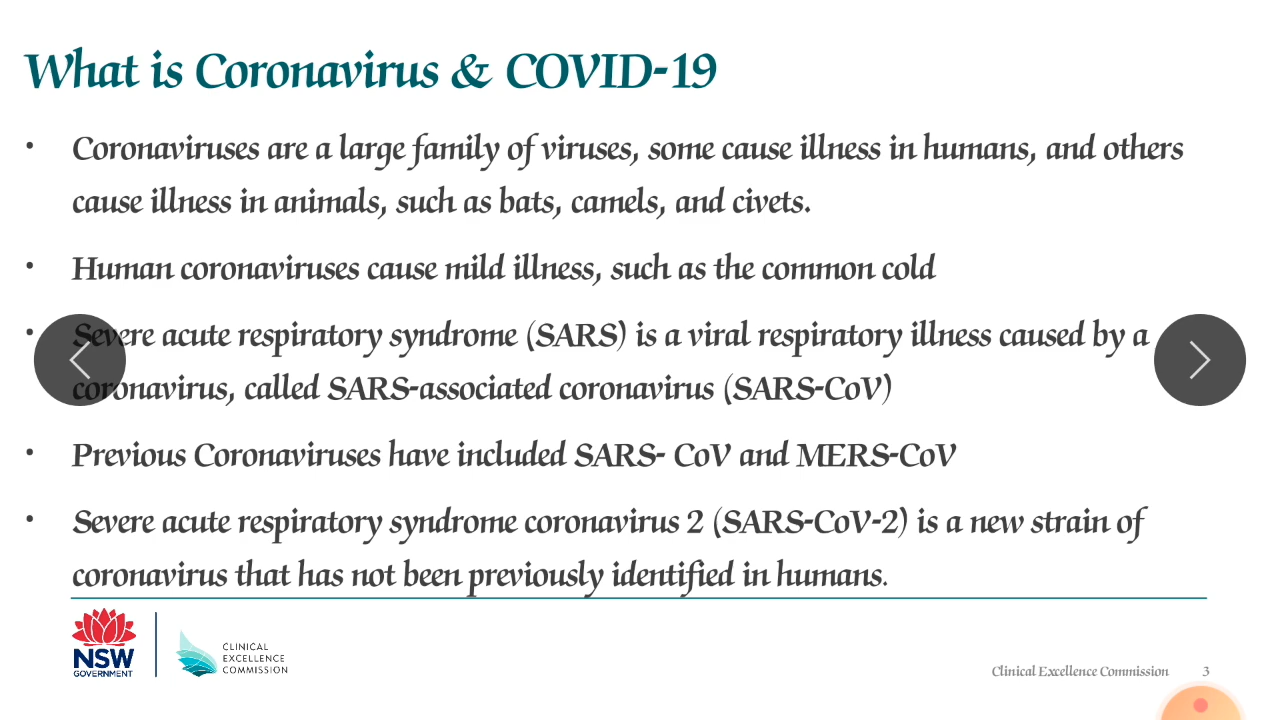 What is Coronavirus & COVID-19
• Coronaviruses are a large family of viruses, some cause illness in humans, and others
cause illness in animals, such as bats, camels, and civets.
• Human coronaviruses cause mild illness, such as the common cold
• Severe acute respiratory syndrome (SARS) is a viral respiratory illness caused by a
coronavirus, called SARS-associated coronavirus (SARS-CoV)
• Previous Coronaviruses have included SARS- CoV and MERS-CoV
• Severe acute respiratory syndrome coronavirus 2 (SARS-CoV-2) is a new strain of
coronavirus that has not been previously identified in humans.
NSW
GOVERNMENT
CLINICAL
EXCELLENCE
COMMISSION
Clinical Excellence Commission 3